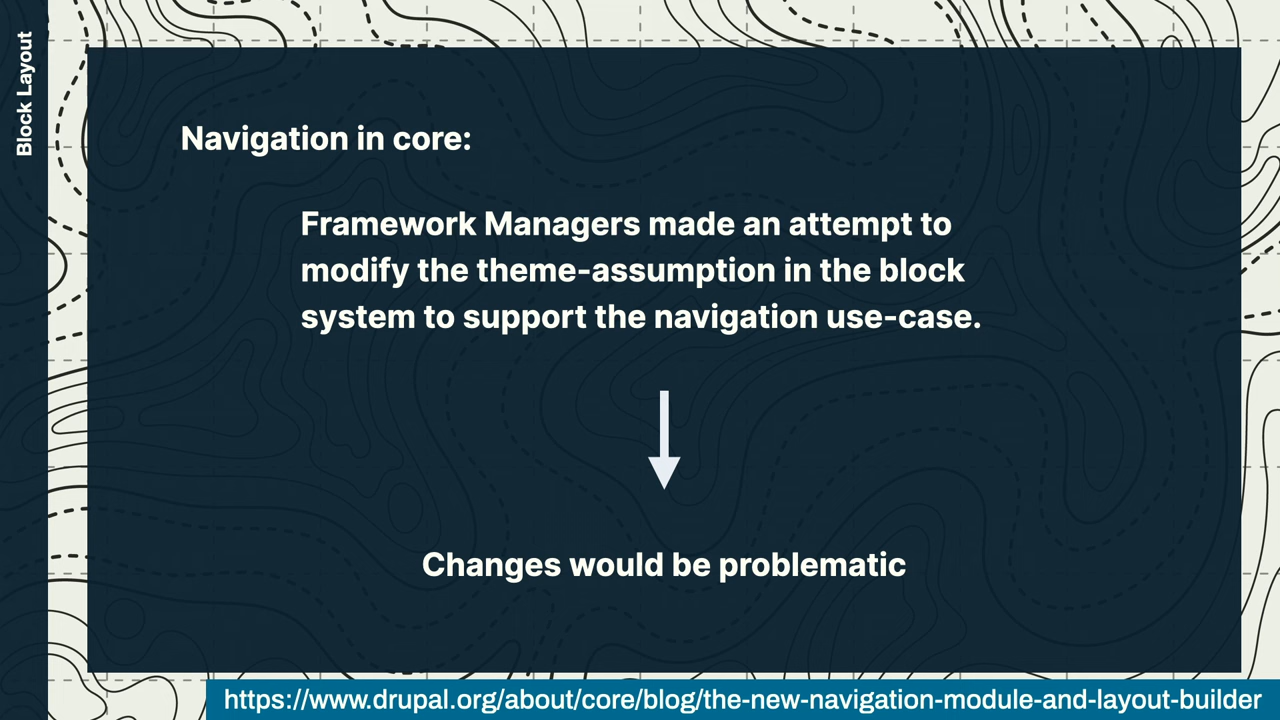 Block Layout
Navigation in core:
Framework Managers made an attempt to
modify the theme-assumption in the block
system to support the navigation use-case.
Changes would be problematic
https://www.drupal.org/about/core/blog/the-new-navigation-module-and-layout-builder